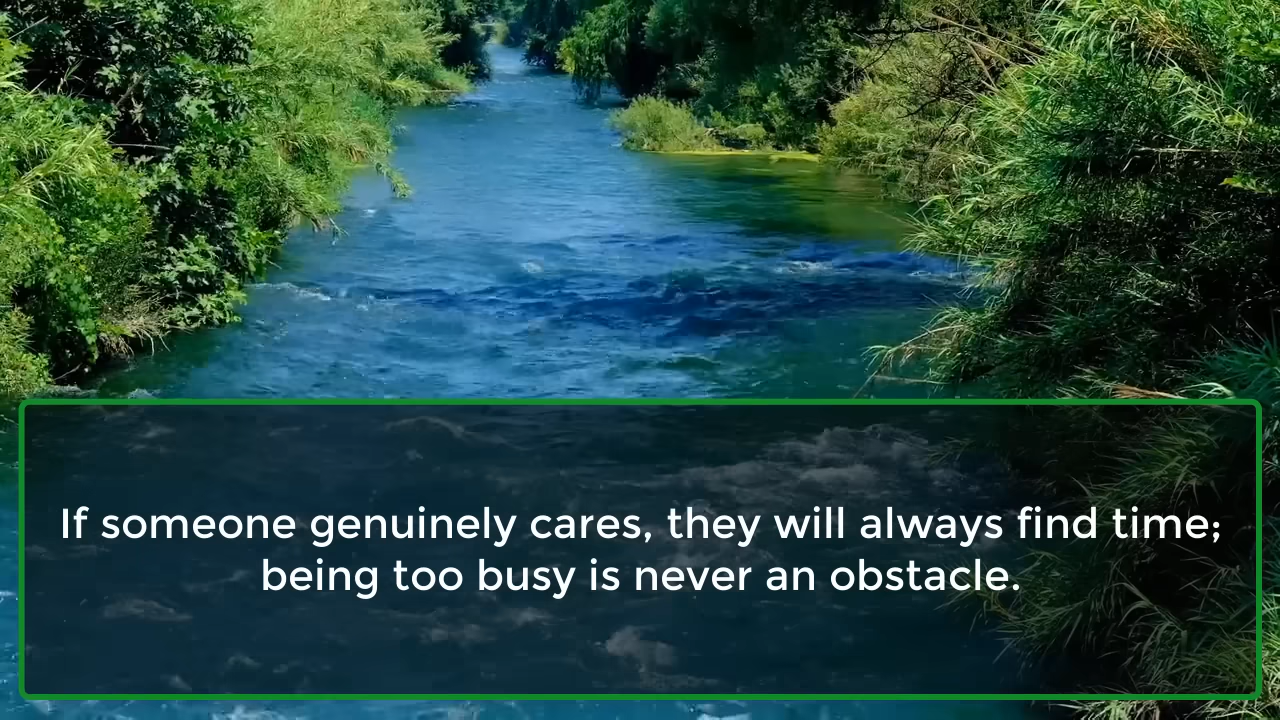 If someone genuinely cares, they will always find time;
being too busy is never an obstacle.